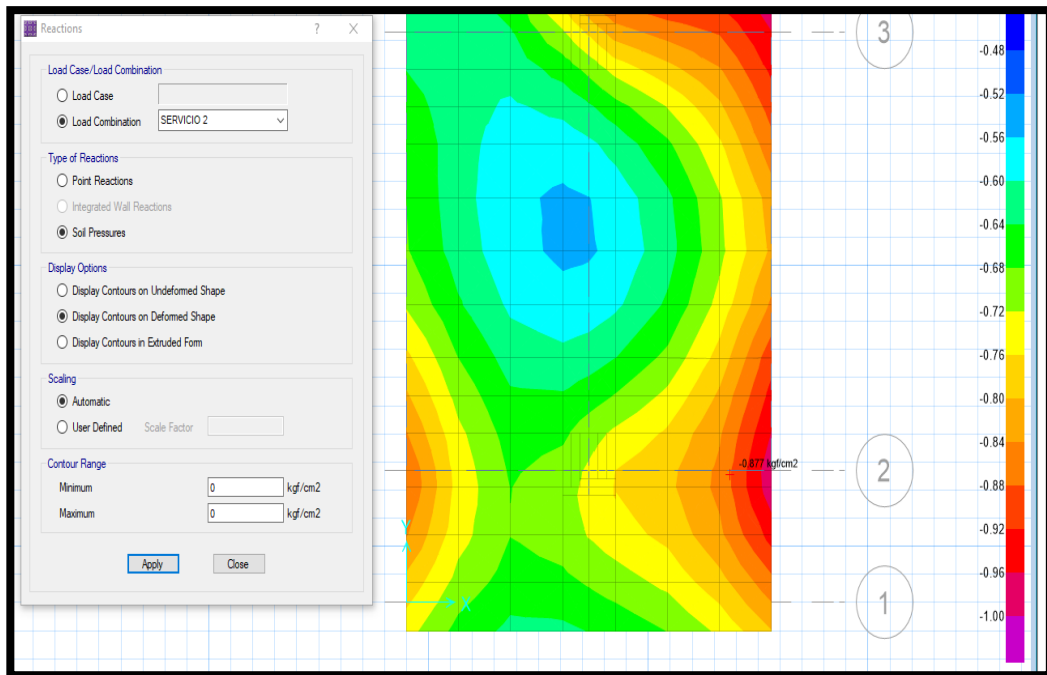 Reactions
? X
Load Case/Load Combination
Load Case
Load Combination SERVICIO 2
Type of Reactions
Point Reactions
Integrated Wall Reactions
Soil Pressures
Display Options
Display Contours on Undeformed Shape
Display Contours on Deformed Shape
Display Contours in Extruded Form
Scaling
Automatic
User Defined Scale Factor
Contour Range
Minimum 0 kgf/cm2
Maximum 0 kgf/cm2
Apply Close
Y
X
-0.877 kgf/cm2
3
2
1
-0.48
-0.52
-0.56
-0.60
-0.64
-0.68
-0.72
-0.76
-0.80
-0.84
-0.88
-0.92
-0.96
-1.00